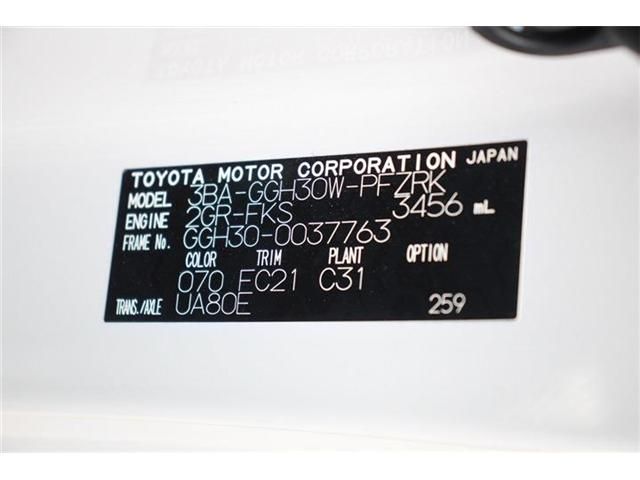 TOYOTA MOTOR CORPORATION JAPAN
MODEL 3BA-GGH30W-PFZRK
ENGINE 2GR-FKS 3456 mL
FRAME No. GGH30-0037763
COLOR TRIM PLANT OPTION
070 EC21 C31
TRANS./AXLE UA80E 259